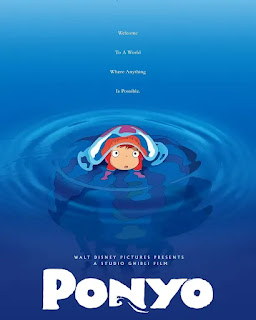 Welcome
To A World
Where Anything
Is Possible.
WALT DISNEY PICTURES PRESENTS
A STUDIO GHIBLI FILM
PONYO